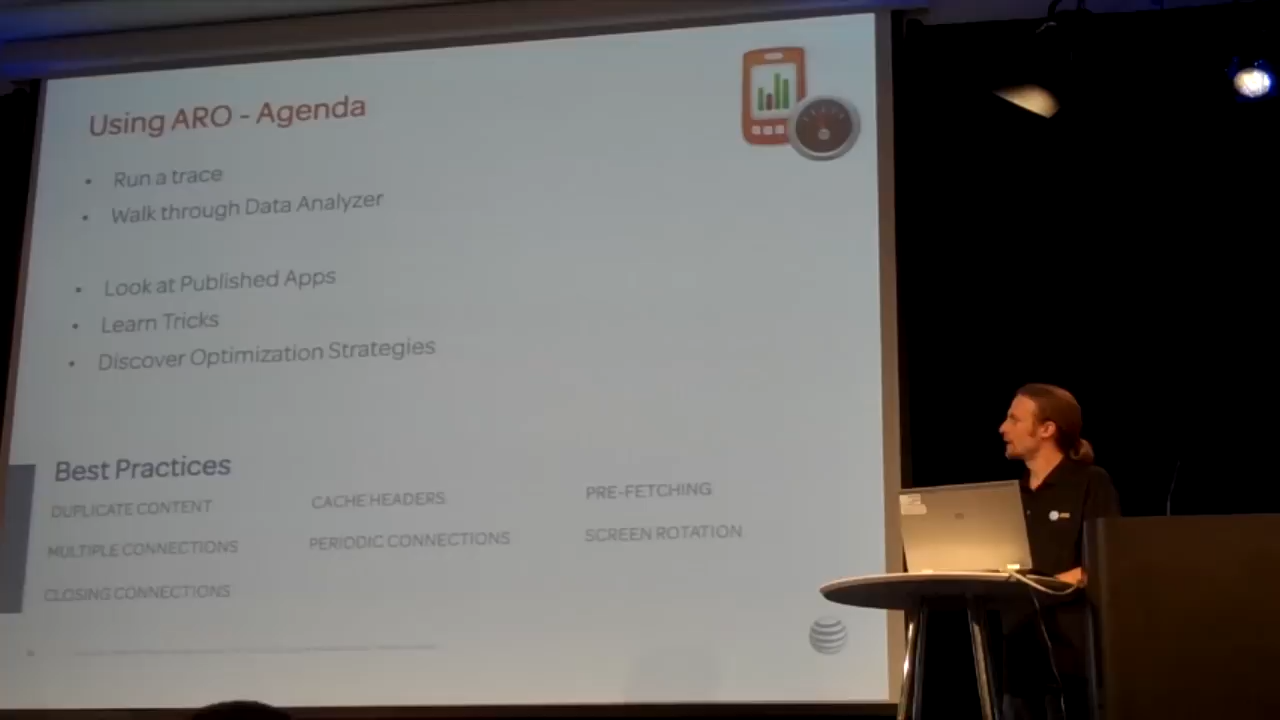 Using ARO - Agenda
• Run a trace
• Walk through Data Analyzer
• Look at Published Apps
• Learn Tricks
• Discover Optimization Strategies
Best Practices
DUPLICATE CONTENT CACHE HEADERS PRE-FETCHING
MULTIPLE CONNECTIONS PERIODIC CONNECTIONS SCREEN ROTATION
CLOSING CONNECTIONS